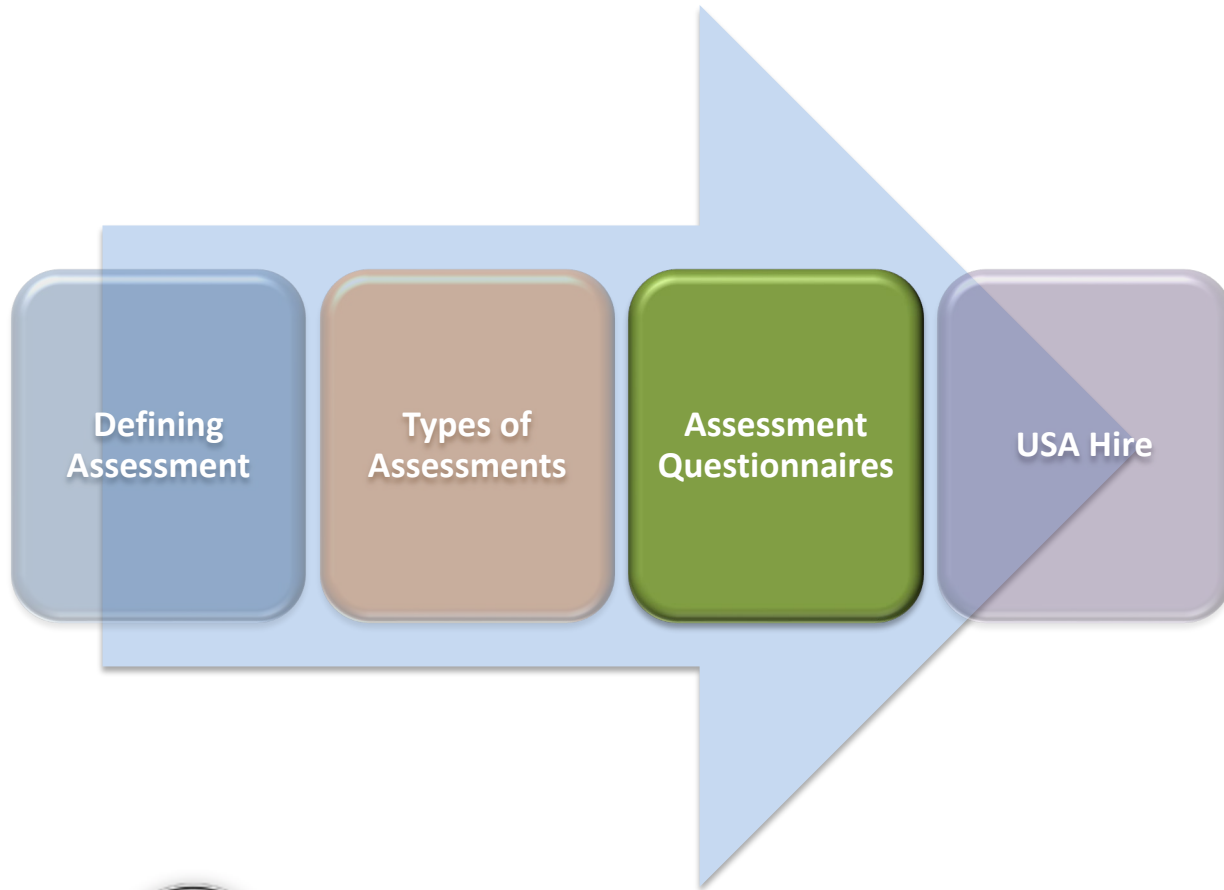 Defining
Assessment
Types of
Assessments
Assessment
Questionnaires
USA Hire